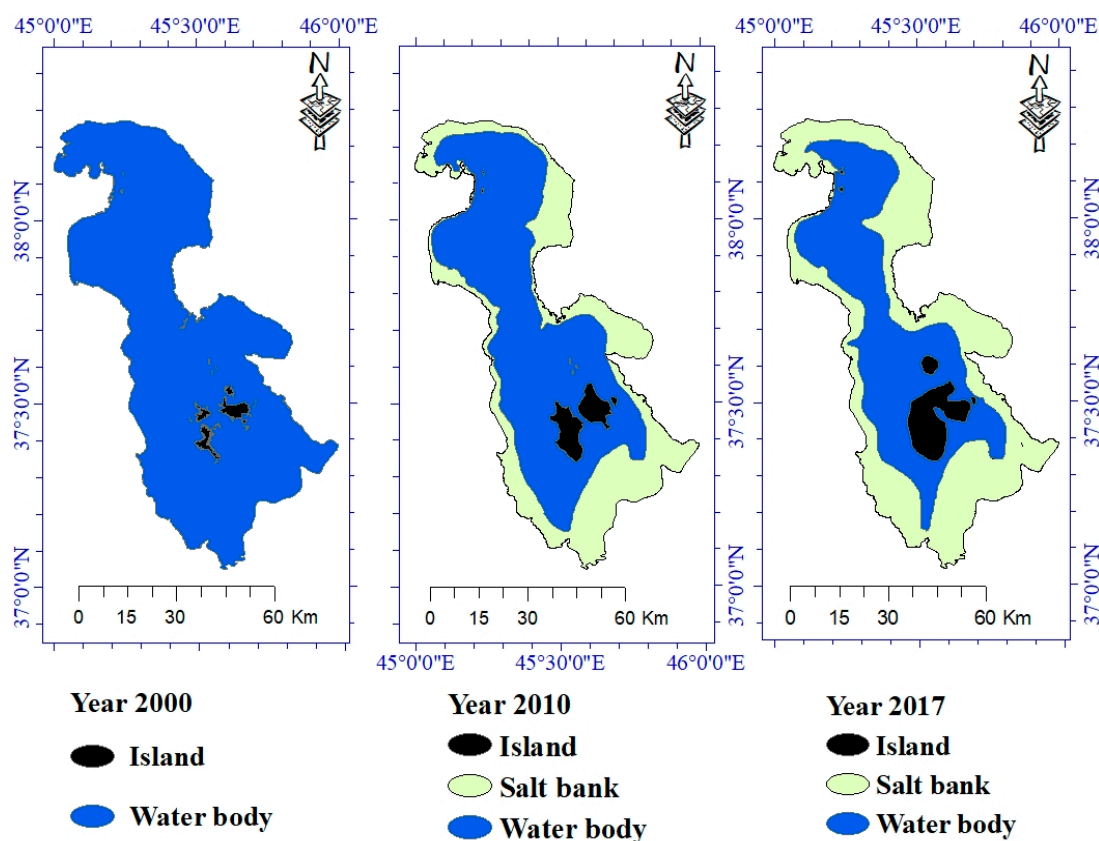 45°0'0"E 45°30'0"E 45°0'0"E 45°30'0"E 46°0'0"E
N N N
38°0'0"N 38°0'0"N
37°30'0"N 37°30'0"N
37°0'0"N 37°0'0"N
0 15 30 60 Km 0 15 30 60 Km 0 15 30 60 Km
45°0'0"E 45°30'0"E 46°0'0"E
Year 2000
Island
Water body
Year 2010
Island
Salt bank
Water body
Year 2017
Island
Salt bank
Water body